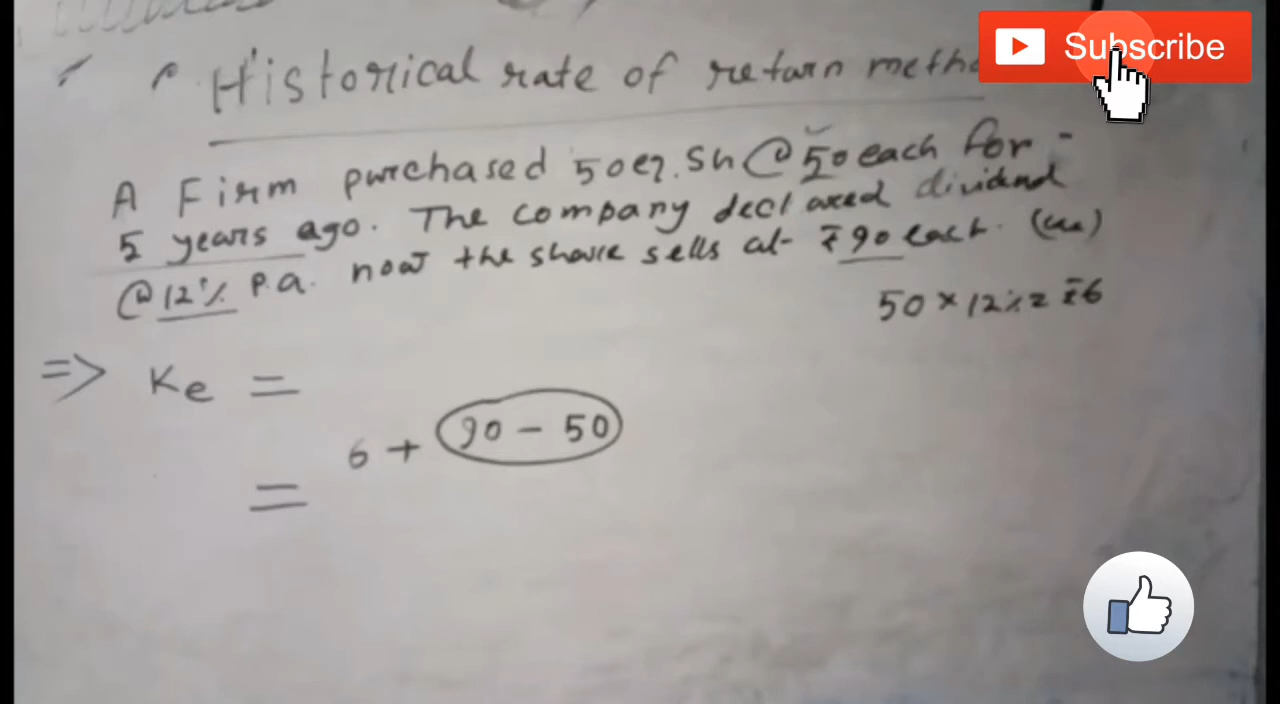 Subscribe
Historical rate of return metho
A Firm purchased 50 eq. Sh @ 50 each for -
5 years ago. The company declared dividend
@ 12% p.a. now the share sells at ₹90 each.
50 × 12% = ₹6
=> Ke =
6 + 90 - 50
=